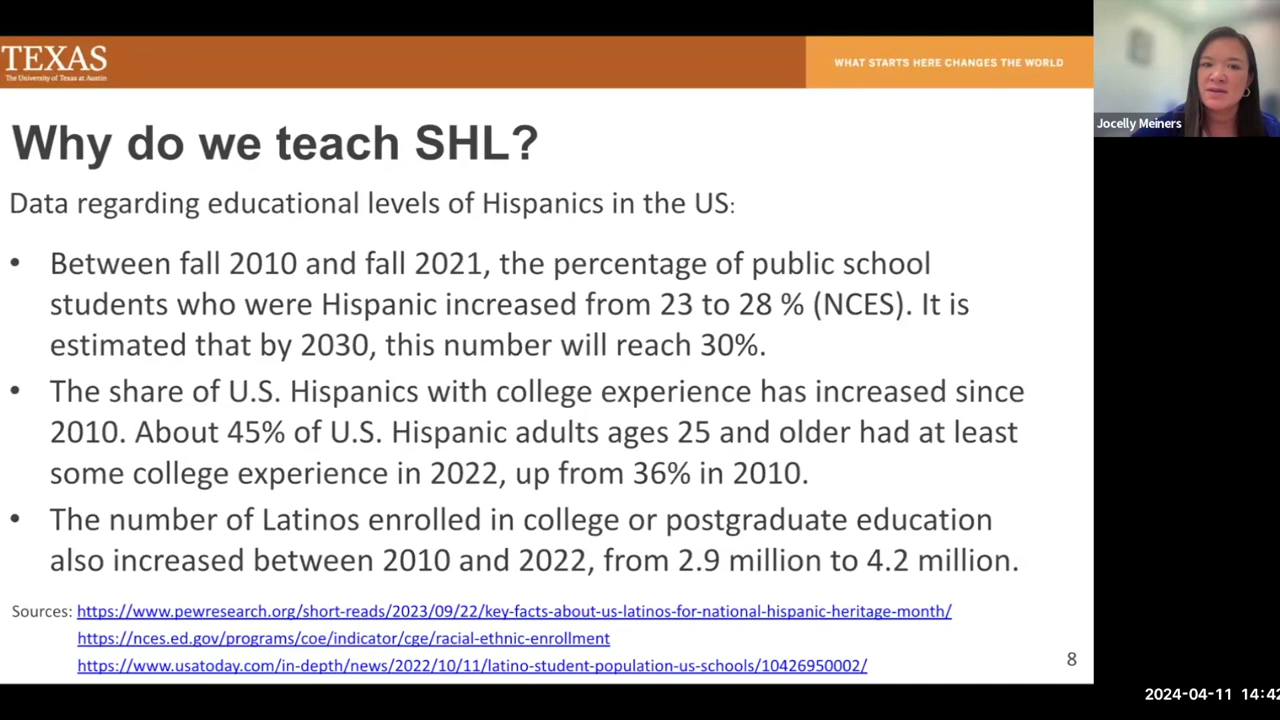 TEXAS
The University of Texas at Austin
WHAT STARTS HERE CHANGES THE WORLD
Jocelly Meiners
Why do we teach SHL?
Data regarding educational levels of Hispanics in the US:
• Between fall 2010 and fall 2021, the percentage of public school
students who were Hispanic increased from 23 to 28 % (NCES). It is
estimated that by 2030, this number will reach 30%.
• The share of U.S. Hispanics with college experience has increased since
2010. About 45% of U.S. Hispanic adults ages 25 and older had at least
some college experience in 2022, up from 36% in 2010.
• The number of Latinos enrolled in college or postgraduate education
also increased between 2010 and 2022, from 2.9 million to 4.2 million.
Sources: https://www.pewresearch.org/short-reads/2023/09/22/key-facts-about-us-latinos-for-national-hispanic-heritage-month/
https://nces.ed.gov/programs/coe/indicator/cge/racial-ethnic-enrollment
https://www.usatoday.com/in-depth/news/2022/10/11/latino-student-population-us-schools/10426950002/
8
2024-04-11 14:42